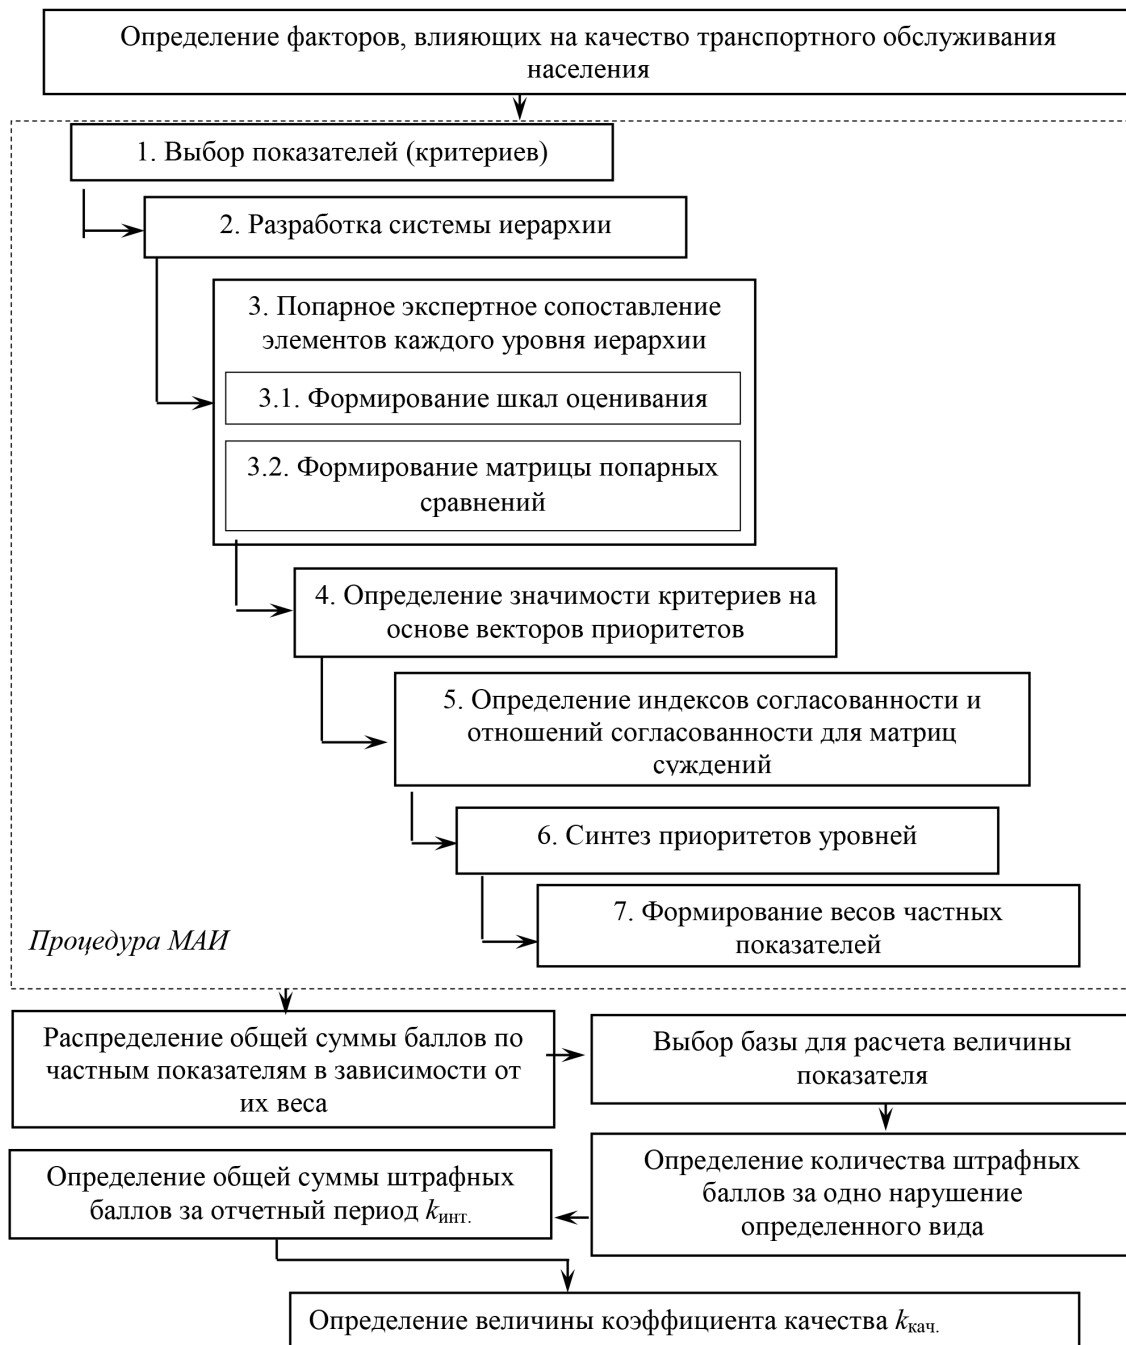 Определение факторов, влияющих на качество транспортного обслуживания
населения
1. Выбор показателей (критериев)
2. Разработка системы иерархии
3. Попарное экспертное сопоставление
элементов каждого уровня иерархии
3.1. Формирование шкал оценивания
3.2. Формирование матрицы попарных
сравнений
4. Определение значимости критериев на
основе векторов приоритетов
5. Определение индексов согласованности и
отношений согласованности для матриц
суждений
6. Синтез приоритетов уровней
7. Формирование весов частных
показателей
Процедура МАИ
Распределение общей суммы баллов по
частным показателям в зависимости от
их веса
Выбор базы для расчета величины
показателя
Определение количества штрафных
баллов за одно нарушение
определенного вида
Определение общей суммы штрафных
баллов за отчетный период kинт.
Определение величины коэффициента качества kкач.